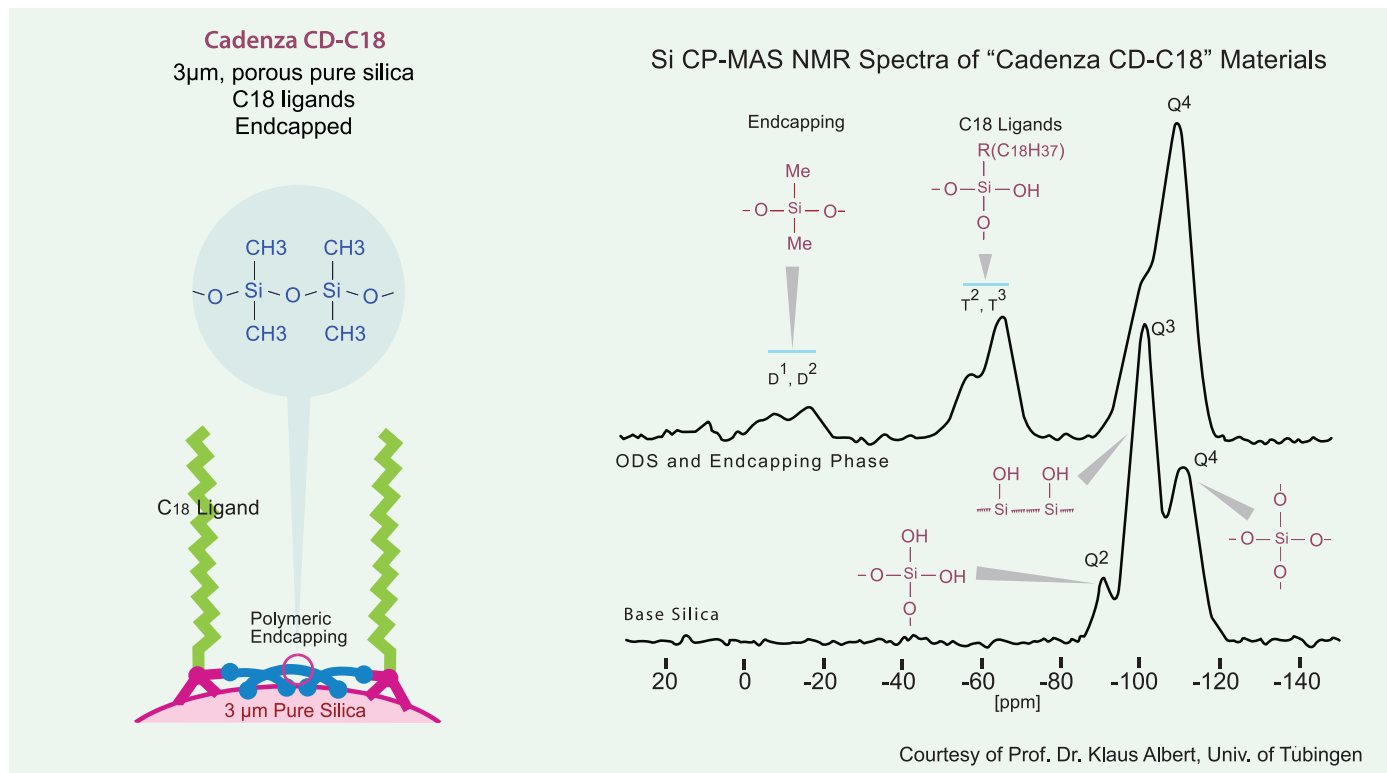 Cadenza CD-C18
3µm, porous pure silica
C18 ligands
Endcapped
CH3 CH3
O Si O Si O
CH3 CH3
C18 Ligand
Polymeric
Endcapping
3 µm Pure Silica
Si CP-MAS NMR Spectra of “Cadenza CD-C18” Materials
Endcapping
Me
O Si O
Me
D1, D2
C18 Ligands
R(C18H37)
O Si OH
O
T2, T3
Q4
ODS and Endcapping Phase
Q3
OH OH
Si Si
Q4
O
O Si O
O
OH
O Si OH
O
Q2
Base Silica
20 0 -20 -40 -60 -80 -100 -120 -140
[ppm]
Courtesy of Prof. Dr. Klaus Albert, Univ. of Tübingen